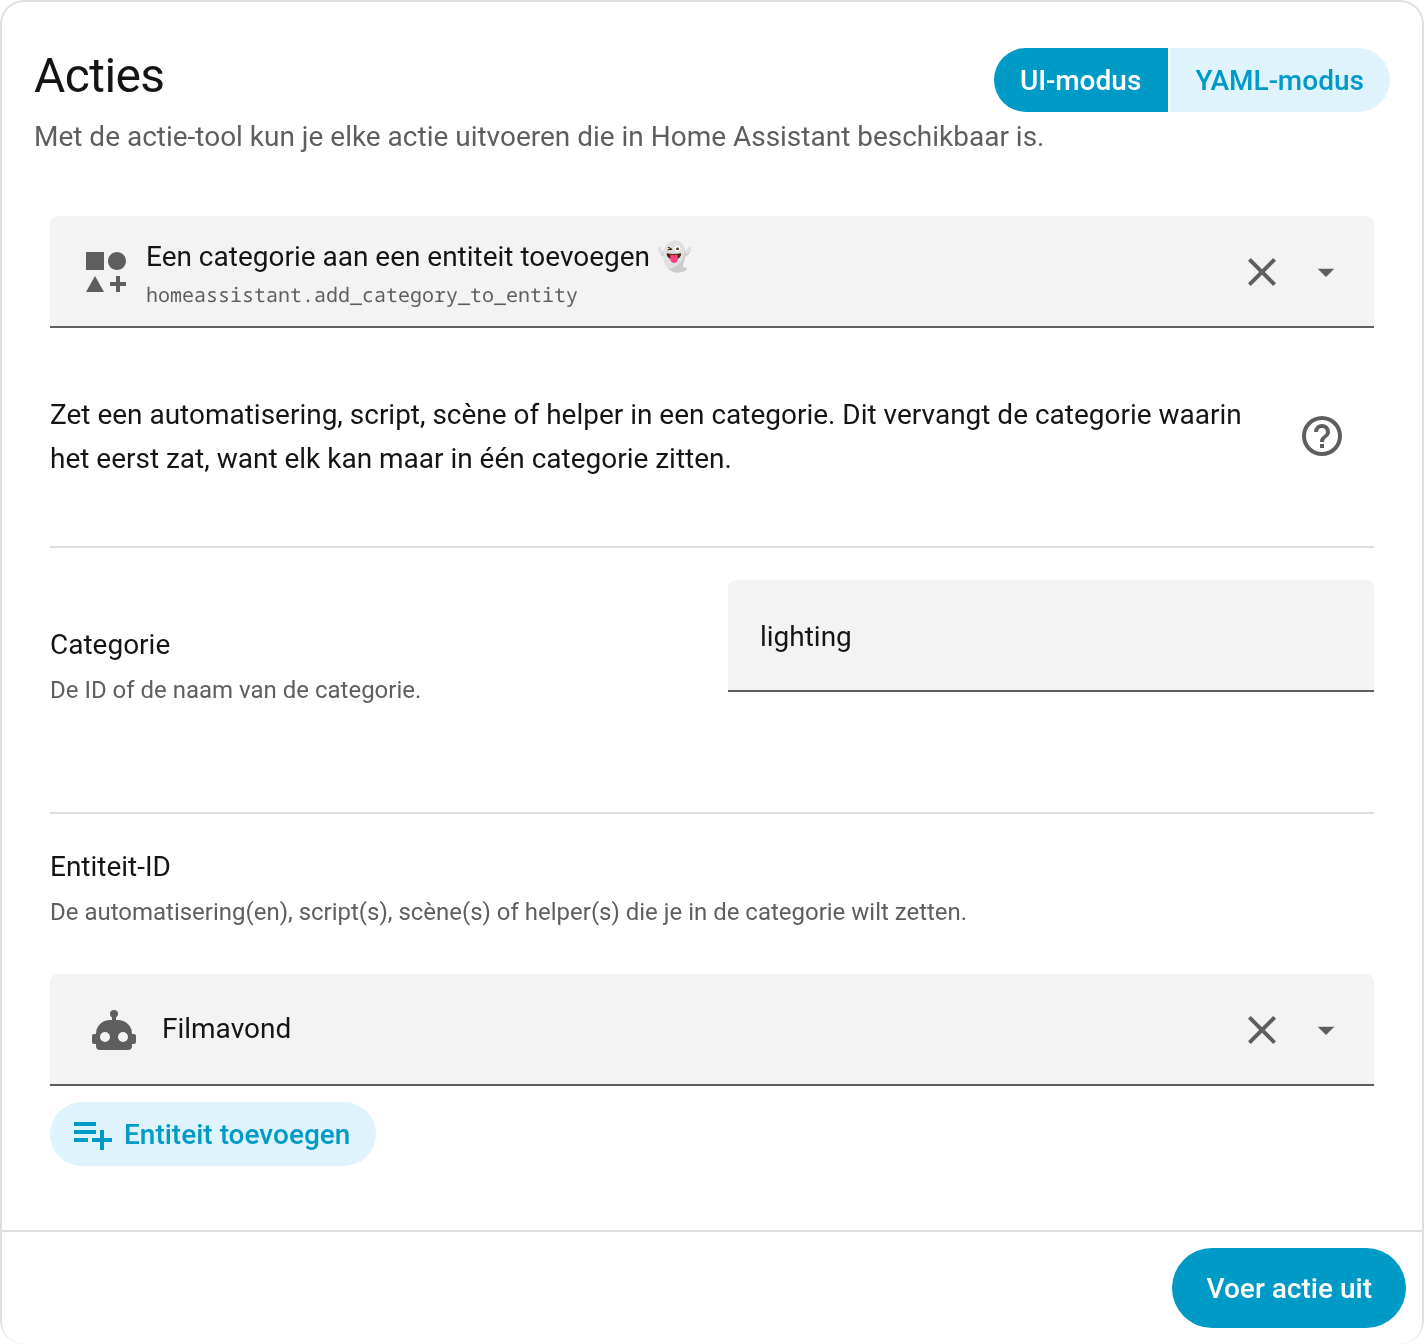 Acties
UI-modus
YAML-modus
Met de actie-tool kun je elke actie uitvoeren die in Home Assistant beschikbaar is.
Een categorie aan een entiteit toevoegen 👻
homeassistant.add_category_to_entity
Zet een automatisering, script, scène of helper in een categorie. Dit vervangt de categorie waarin
het eerst zat, want elk kan maar in één categorie zitten.
Categorie
De ID of de naam van de categorie.
lighting
Entiteit-ID
De automatisering(en), script(s), scène(s) of helper(s) die je in de categorie wilt zetten.
Filmavond
Entiteit toevoegen
Voer actie uit